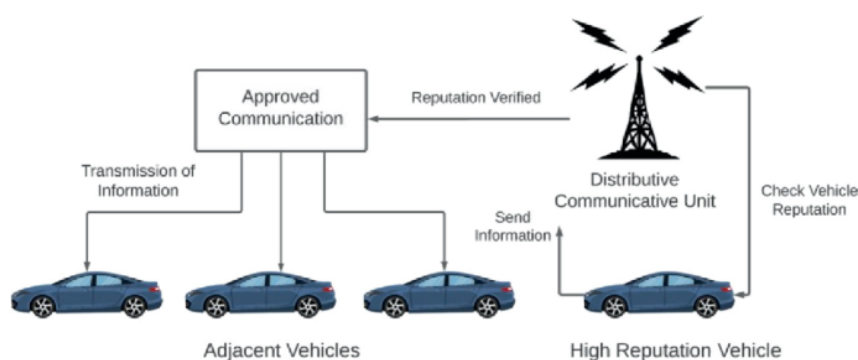 Approved
Communication
Reputation Verified
Transmission of
Information
Distributive
Communicative Unit
Check Vehicle
Reputation
Send
Information
Adjacent Vehicles
High Reputation Vehicle